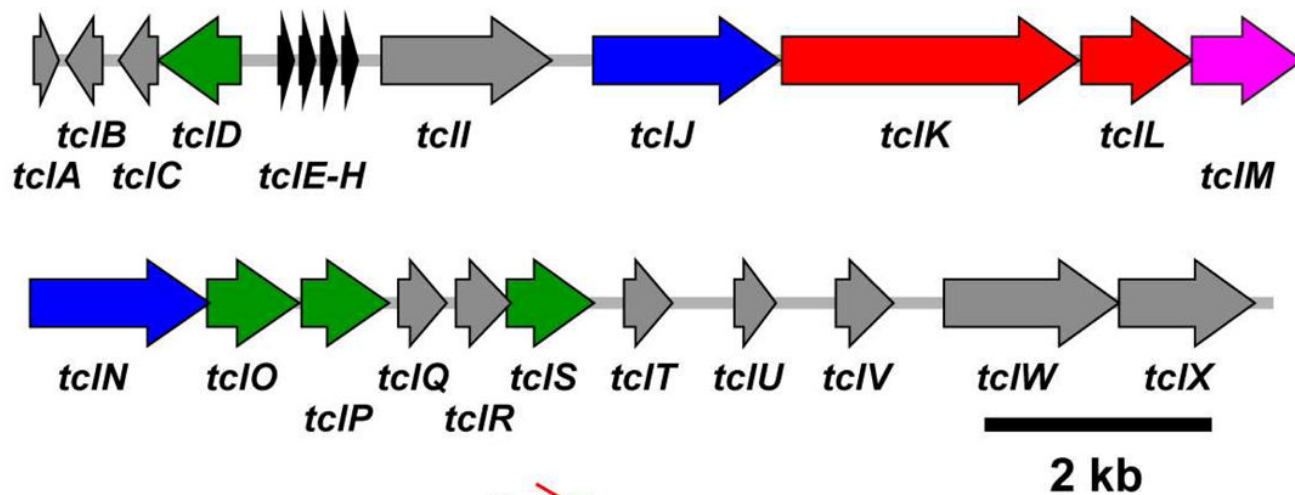 tclB tclD tclI tclJ tclK tclL
tclA tclC tclE-H tclM
tclN tclO tclQ tclS tclT tclU tclV tclW tclX
tclP tclR
2 kb